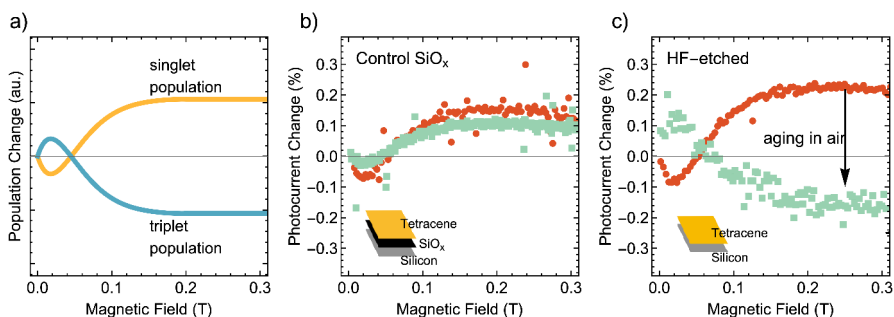 a)
Population Change (au.)
singlet
population
triplet
population
0.0 0.1 0.2 0.3
Magnetic Field (T)
b)
Photocurrent Change (%)
0.3
0.2
0.1
0.0
−0.1
−0.2
−0.3
Control SiOx
Tetracene
SiOx
Silicon
0.0 0.1 0.2 0.3
Magnetic Field (T)
c)
Photocurrent Change (%)
0.3
0.2
0.1
0.0
−0.1
−0.2
−0.3
HF−etched
aging in air
Tetracene
Silicon
0.0 0.1 0.2 0.3
Magnetic Field (T)